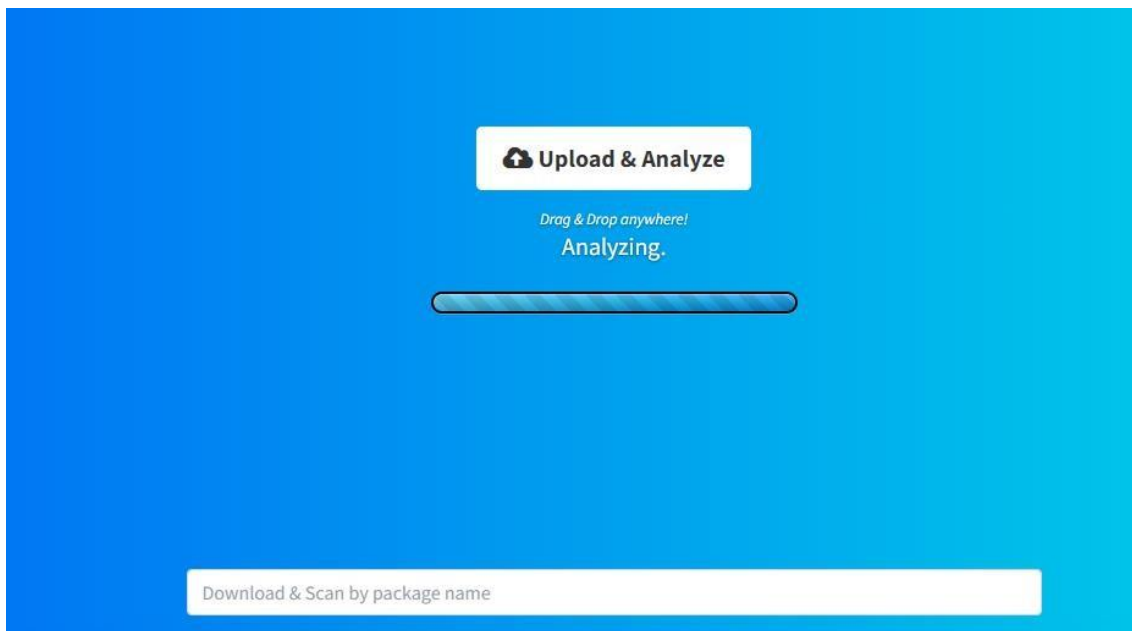 Upload & Analyze
Drag & Drop anywhere!
Analyzing.
Download & Scan by package name